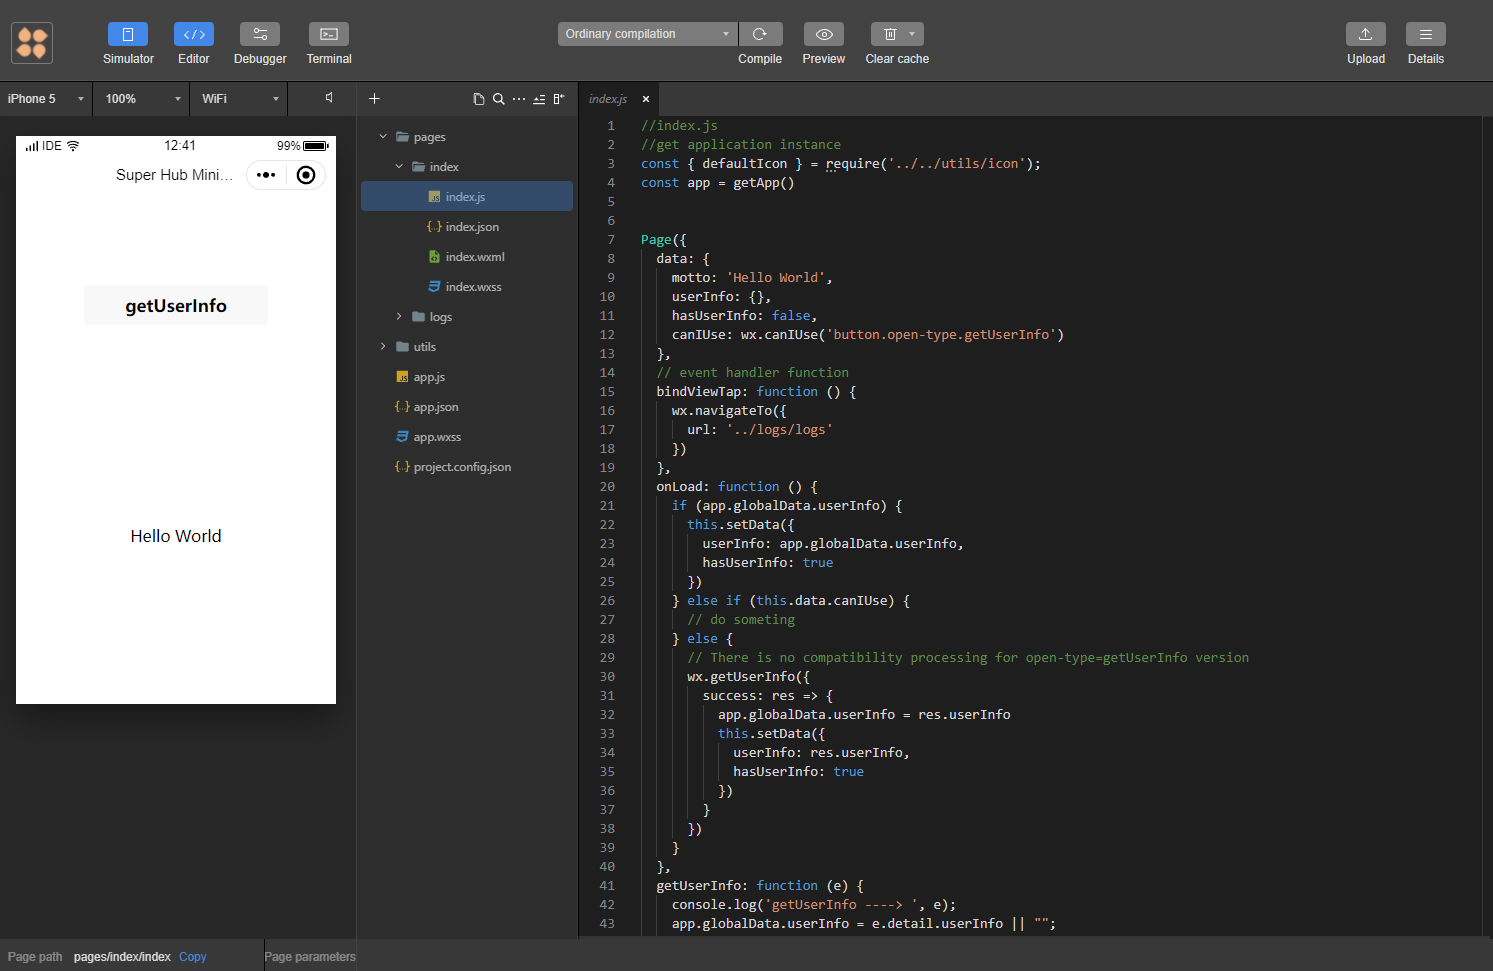 Simulator Editor Debugger Terminal Ordinary compilation Compile Preview Clear cache Upload Details
iPhone 5 100% WiFi
IDE 12:41 99%
Super Hub Mini...
getUserInfo
Hello World
pages
index
index.js
index.json
index.wxml
index.wxss
logs
utils
app.js
app.json
app.wxss
project.config.json
index.js
1 //index.js
2 //get application instance
3 const { defaultIcon } = require('../../utils/icon');
4 const app = getApp()
5
6
7 Page({
8 data: {
9 motto: 'Hello World',
10 userInfo: {},
11 hasUserInfo: false,
12 canIUse: wx.canIUse('button.open-type.getUserInfo')
13 },
14 // event handler function
15 bindViewTap: function () {
16 wx.navigateTo({
17 url: '../logs/logs'
18 })
19 },
20 onLoad: function () {
21 if (app.globalData.userInfo) {
22 this.setData({
23 userInfo: app.globalData.userInfo,
24 hasUserInfo: true
25 })
26 } else if (this.data.canIUse) {
27 // do someting
28 } else {
29 // There is no compatibility processing for open-type=getUserInfo version
30 wx.getUserInfo({
31 success: res => {
32 app.globalData.userInfo = res.userInfo
33 this.setData({
34 userInfo: res.userInfo,
35 hasUserInfo: true
36 })
37 }
38 })
39 }
40 },
41 getUserInfo: function (e) {
42 console.log('getUserInfo ----> ', e);
43 app.globalData.userInfo = e.detail.userInfo || "";
Page path pages/index/index Copy Page parameters